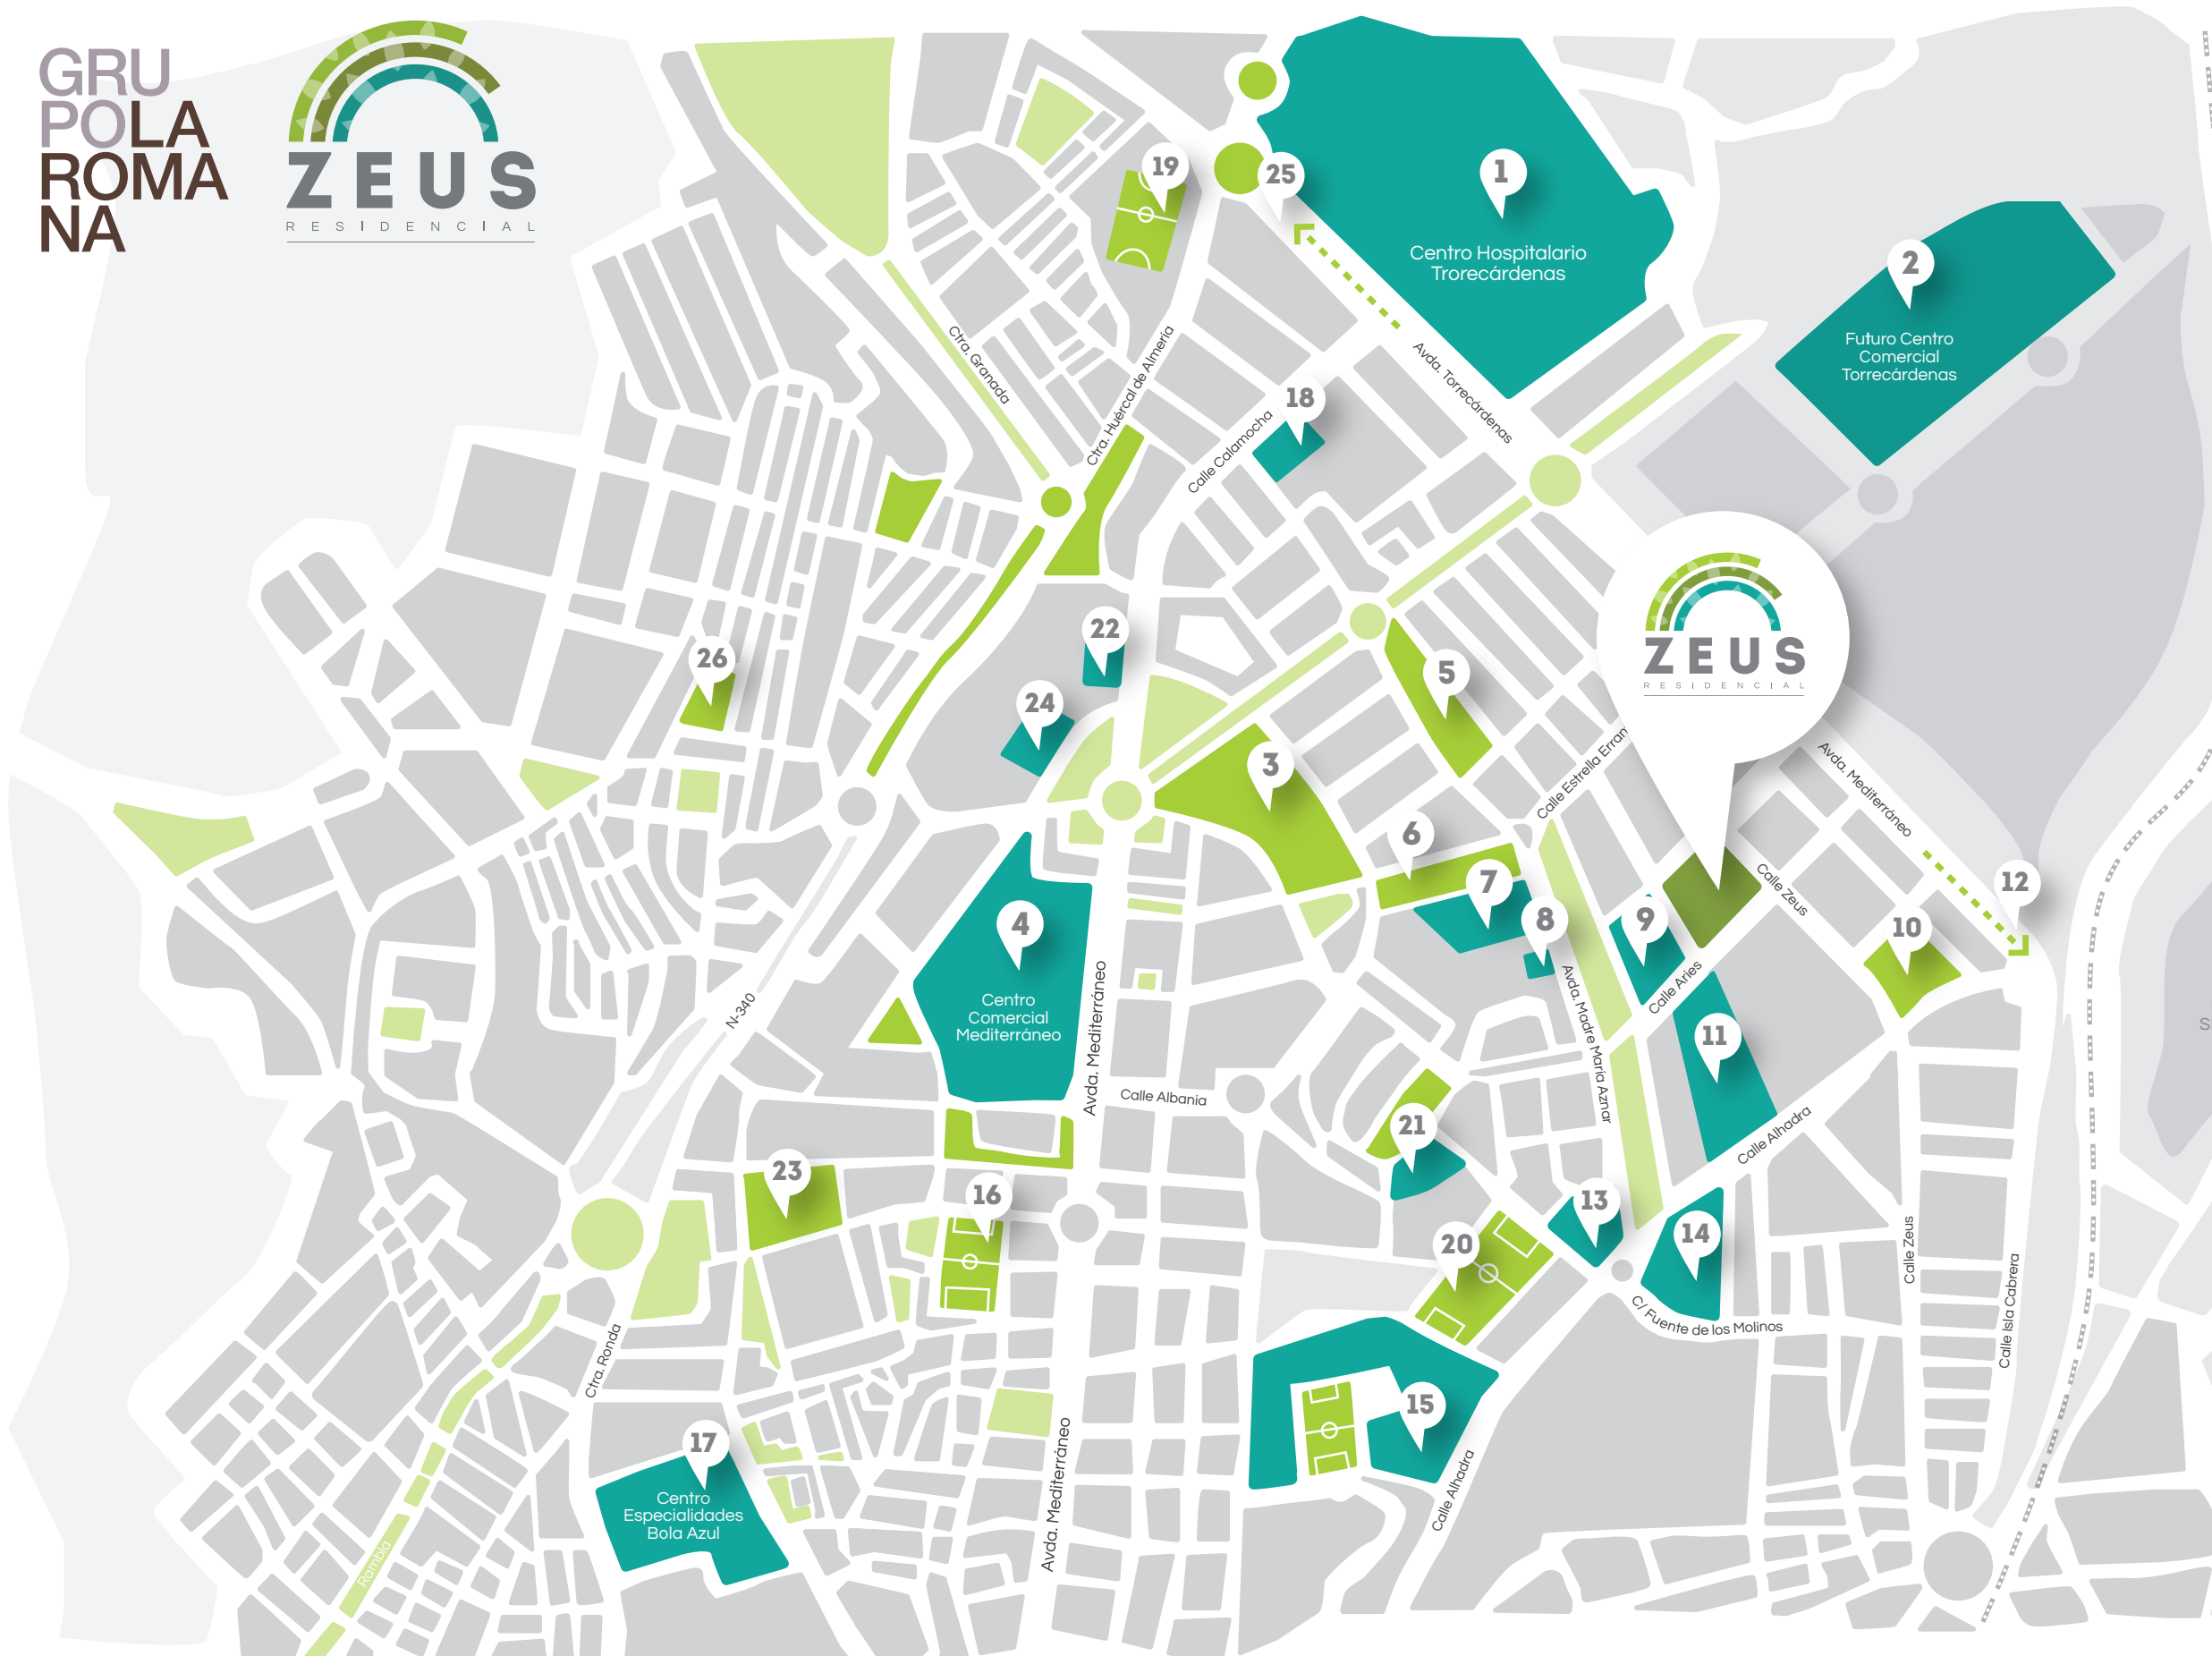 GRU
POLA
ROMA
NA
ZEUS
RESIDENCIAL
19
25
1
Centro Hospitalario
Trorecárdenas
2
Futuro Centro
Comercial
Torrecárdenas
Ctra. Granada
Ctra. Huércal de Almeria
Avda. Torrecárdenas
18
Calle Calamocha
ZEUS
RESIDENCIAL
22
26
5
24
3
Calle Estrella Erran
Avda. Mediterráneo
6
7
12
Calle Zeus
8
9
10
4
Centro
Comercial
Mediterráneo
N-340
Avda. Mediterráneo
Calle Aries
Avda. Madre María Aznar
S
11
Calle Albania
21
Calle Alhadra
23
16
13
14
20
Calle Zeus
Calle Isla Cabrera
C/ Fuente de los Molinos
Ctra. Ronda
15
17
Centro
Especialidades
Bola Azul
Avda. Mediterráneo
Calle Alhadra
Rambla